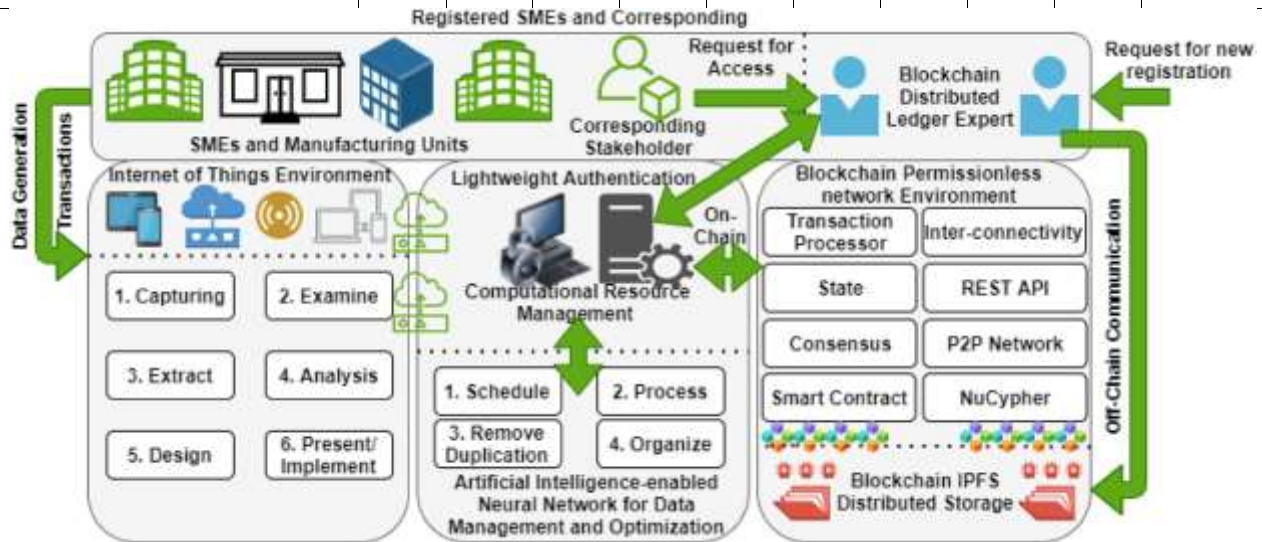 Registered SMEs and Corresponding
Request for
Access
Blockchain
Distributed
Ledger Expert
Request for new
registration
SMEs and Manufacturing Units
Corresponding
Stakeholder
Data Generation
Transactions
Internet of Things Environment
1. Capturing
2. Examine
3. Extract
4. Analysis
5. Design
6. Present/
Implement
Lightweight Authentication
On-
Chain
Computational Resource
Management
1. Schedule
2. Process
3. Remove
Duplication
4. Organize
Artificial Intelligence-enabled
Neural Network for Data
Management and Optimization
Blockchain Permissionless
network Environment
Transaction
Processor
Inter-connectivity
State
REST API
Consensus
P2P Network
Smart Contract
NuCypher
Blockchain IPFS
Distributed Storage
Off-Chain Communication